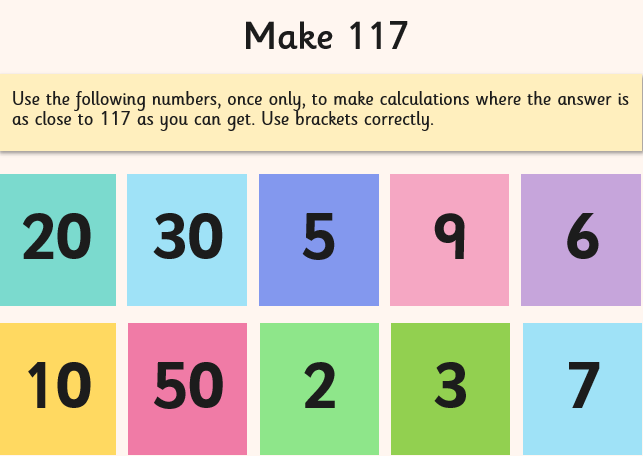 Make 117
Use the following numbers, once only, to make calculations where the answer is
as close to 117 as you can get. Use brackets correctly.
20 30 5 9 6
10 50 2 3 7